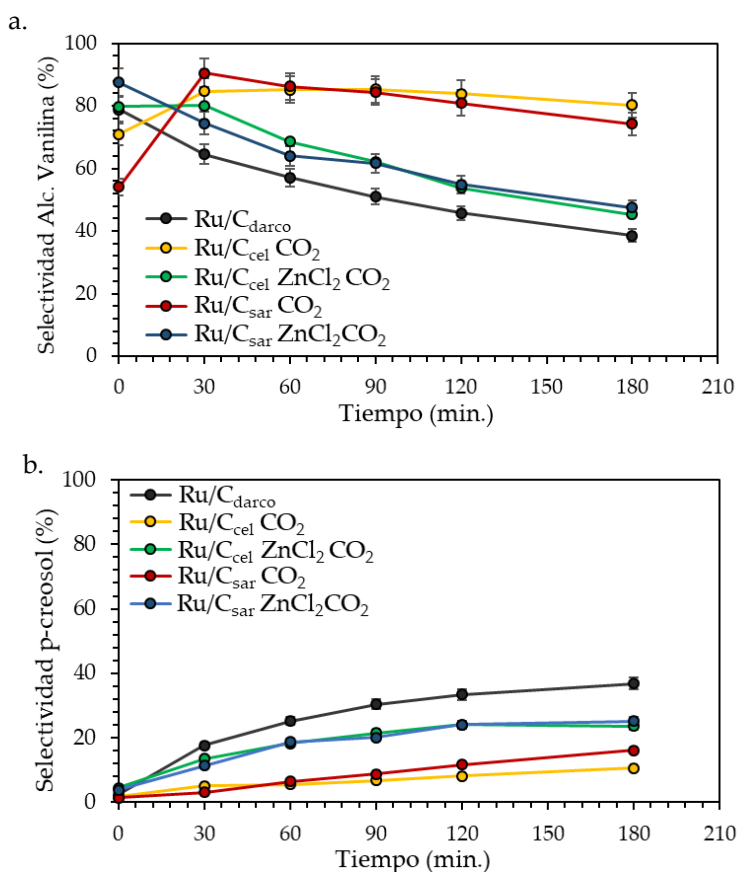 a.
Selectividad Alc. Vanilina (%)
100
80
60
40
20
0
Ru/Cdarco
Ru/Ccel CO2
Ru/Ccel ZnCl2 CO2
Ru/Csar CO2
Ru/Csar ZnCl2CO2
0 30 60 90 120 150 180 210
Tiempo (min.)
b.
Selectividad p-creosol (%)
100
80
60
40
20
0
Ru/Cdarco
Ru/Ccel CO2
Ru/Ccel ZnCl2 CO2
Ru/Csar CO2
Ru/Csar ZnCl2CO2
0 30 60 90 120 150 180 210
Tiempo (min.)